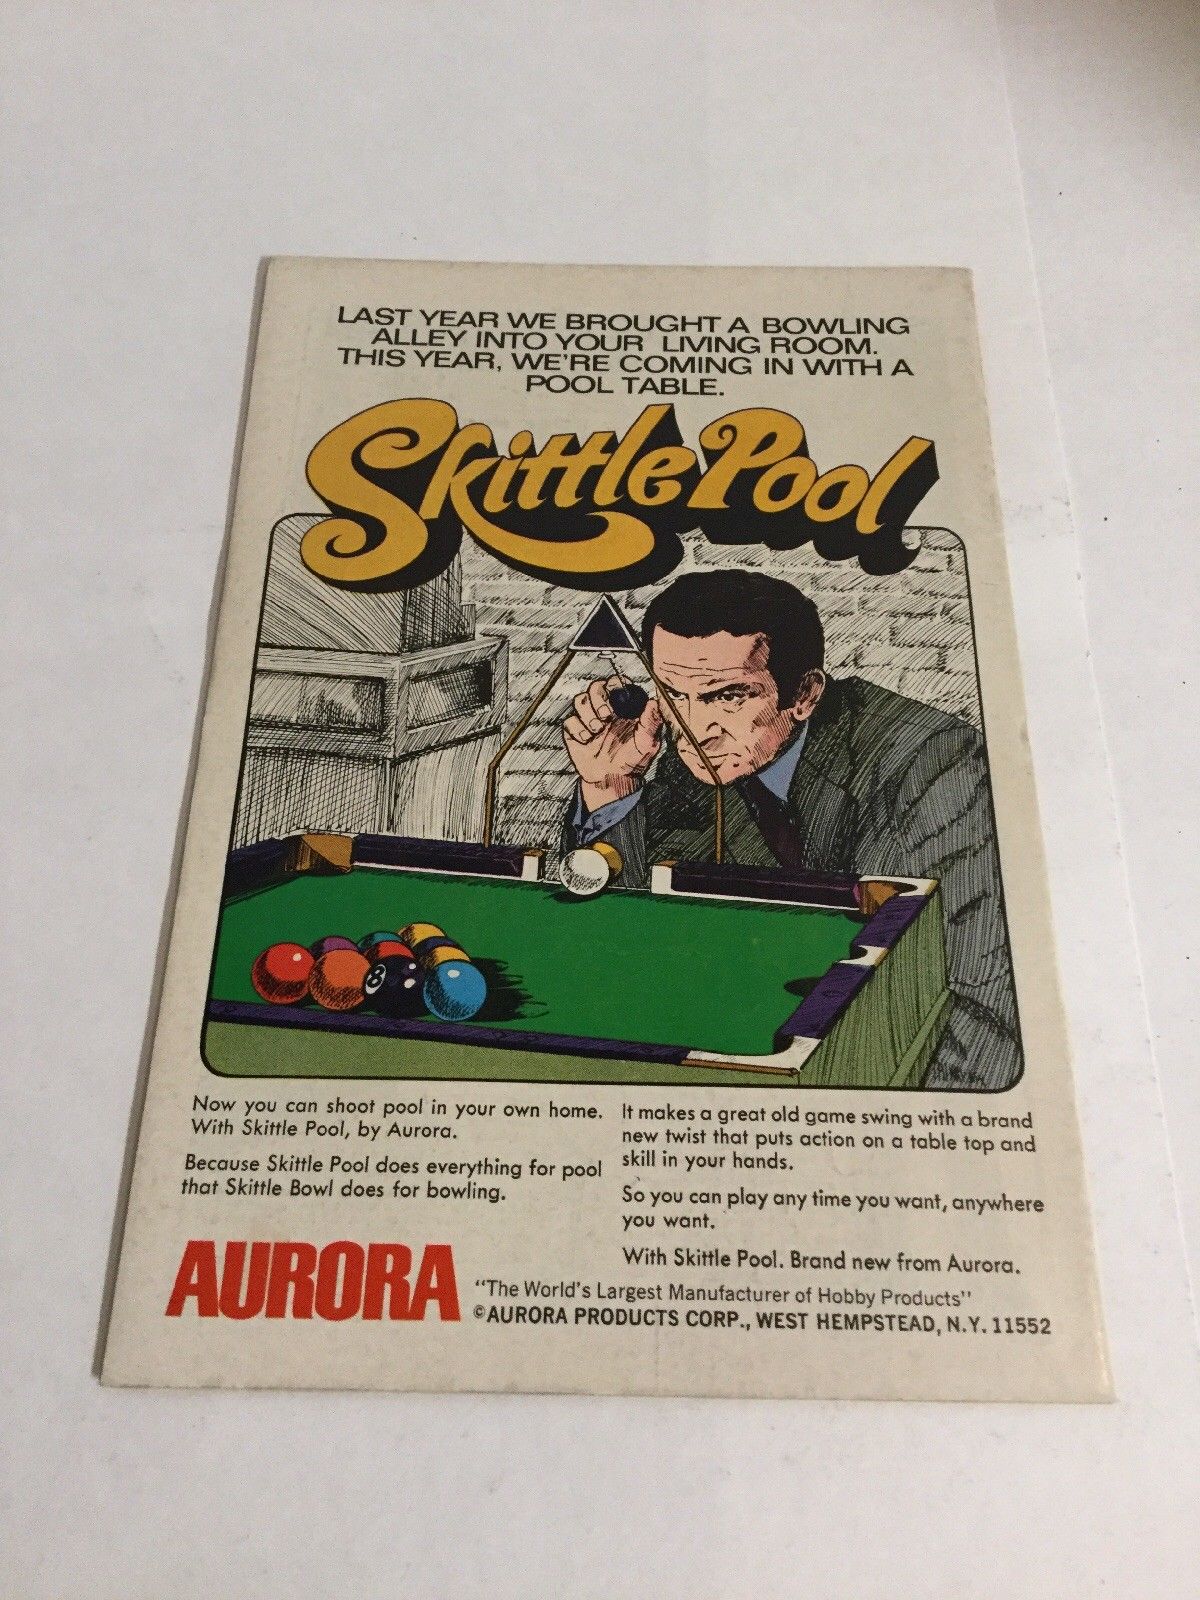 LAST YEAR WE BROUGHT A BOWLING
ALLEY INTO YOUR LIVING ROOM.
THIS YEAR, WE'RE COMING IN WITH A
POOL TABLE.
Skittle Pool
8
Now you can shoot pool in your own home.
With Skittle Pool, by Aurora.
Because Skittle Pool does everything for pool
that Skittle Bowl does for bowling.
It makes a great old game swing with a brand
new twist that puts action on a table top and
skill in your hands.
So you can play any time you want, anywhere
you want.
With Skittle Pool. Brand new from Aurora.
AURORA
"The World's Largest Manufacturer of Hobby Products"
©AURORA PRODUCTS CORP., WEST HEMPSTEAD, N.Y. 11552